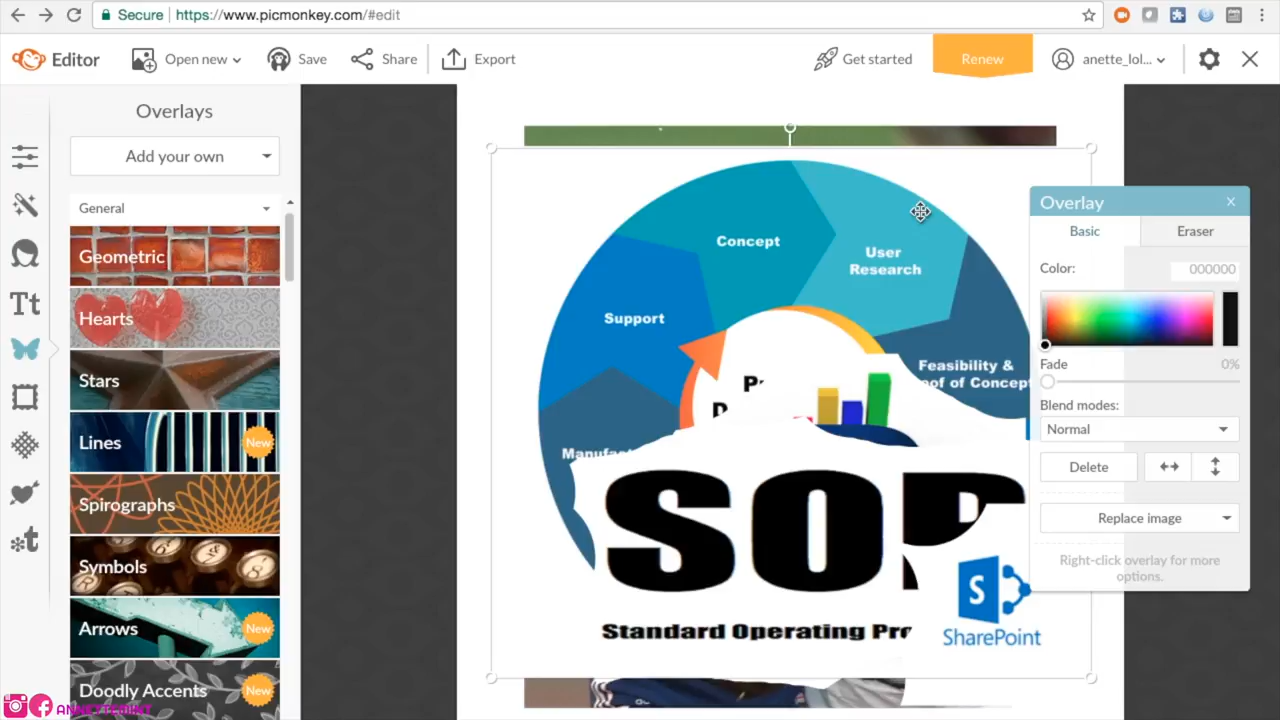 Secure https://www.picmonkey.com/#edit
Editor Open new Save Share Export Get started Renew anette_lol...
Overlays
Add your own
General
Geometric
Hearts
Stars
Lines New
Spirographs
Symbols
Arrows New
Doodly Accents New
Concept
User
Research
Support
Feasibility &
of Concept
SOP
Standard Operating
SharePoint
Overlay
Basic Eraser
Color: 000000
Fade 0%
Blend modes:
Normal
Delete
Replace image
Right-click overlay for more
options.